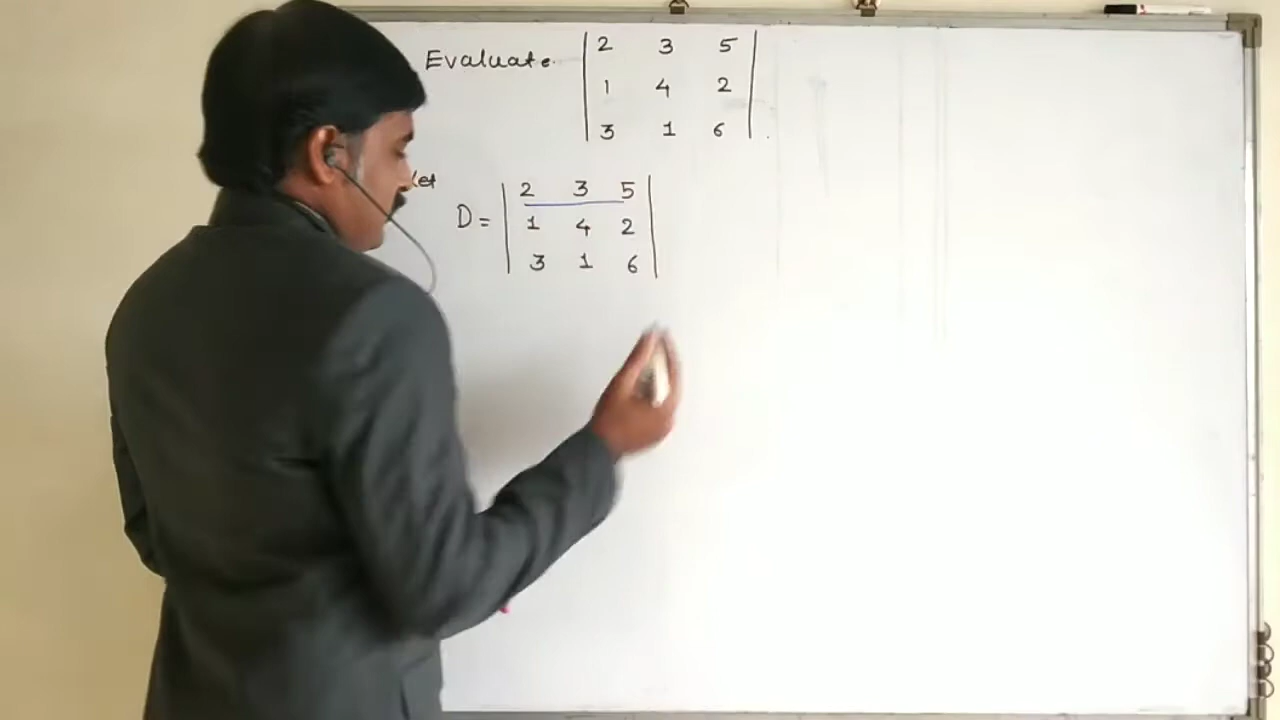 Evaluate. | 2 3 5 |
| 1 4 2 |
| 3 1 6 | .
Let
D = | 2 3 5 |
| 1 4 2 |
| 3 1 6 |